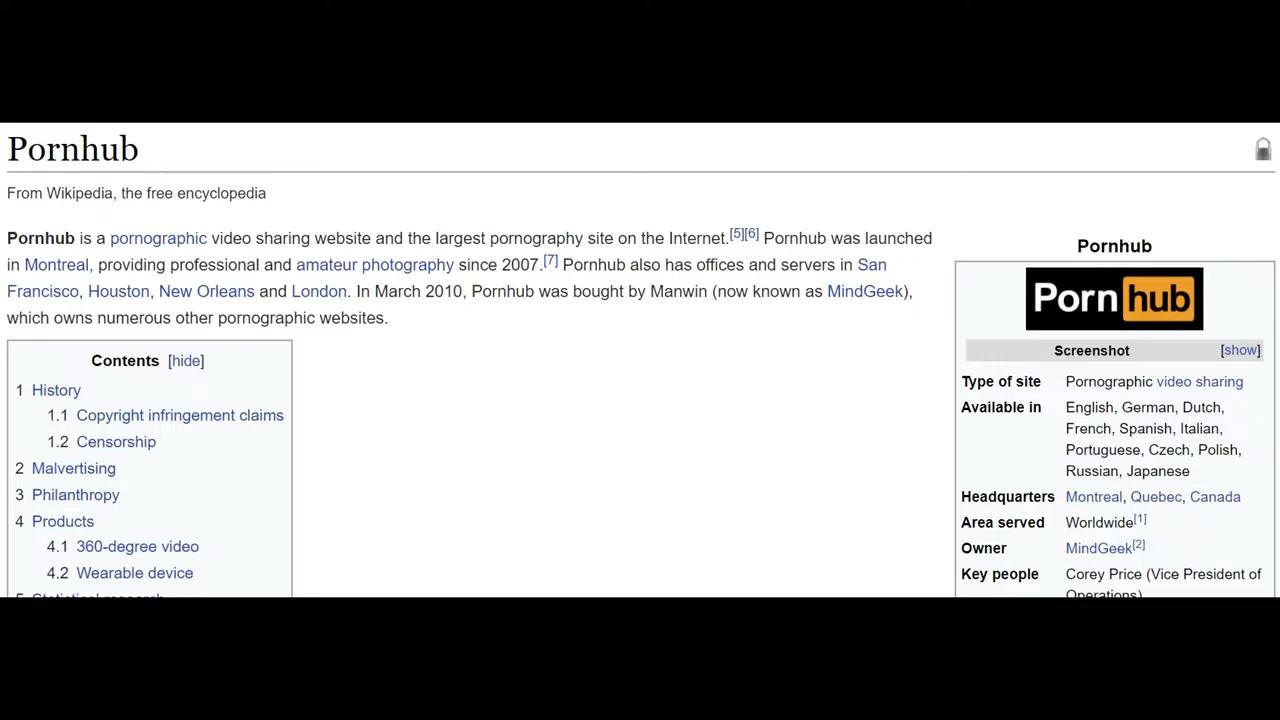 Pornhub
From Wikipedia, the free encyclopedia
Pornhub is a pornographic video sharing website and the largest pornography site on the Internet.[5][6] Pornhub was launched
in Montreal, providing professional and amateur photography since 2007.[7] Pornhub also has offices and servers in San
Francisco, Houston, New Orleans and London. In March 2010, Pornhub was bought by Manwin (now known as MindGeek),
which owns numerous other pornographic websites.
Contents [hide]
1 History
1.1 Copyright infringement claims
1.2 Censorship
2 Malvertising
3 Philanthropy
4 Products
4.1 360-degree video
4.2 Wearable device
5 Statistical research
Pornhub
Porn hub
Screenshot [show]
Type of site Pornographic video sharing
Available in English, German, Dutch,
French, Spanish, Italian,
Portuguese, Czech, Polish,
Russian, Japanese
Headquarters Montreal, Quebec, Canada
Area served Worldwide[1]
Owner MindGeek[2]
Key people Corey Price (Vice President of
Operations)